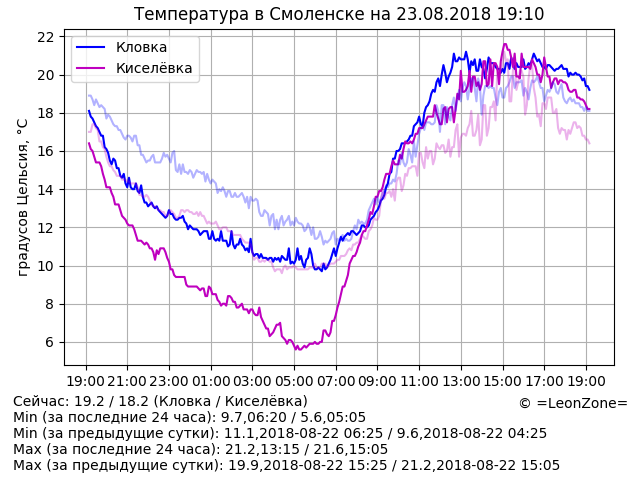 Температура в Смоленске на 23.08.2018 19:10
Кловка
Киселёвка
градусов Цельсия, °C
22
20
18
16
14
12
10
8
6
19:00 21:00 23:00 01:00 03:00 05:00 07:00 09:00 11:00 13:00 15:00 17:00 19:00
Сейчас: 19.2 / 18.2 (Кловка / Киселёвка)
© =LeonZone=
Min (за последние 24 часа): 9.7,06:20 / 5.6,05:05
Min (за предыдущие сутки): 11.1,2018-08-22 06:25 / 9.6,2018-08-22 04:25
Max (за последние 24 часа): 21.2,13:15 / 21.6,15:05
Max (за предыдущие сутки): 19.9,2018-08-22 15:25 / 21.2,2018-08-22 15:05